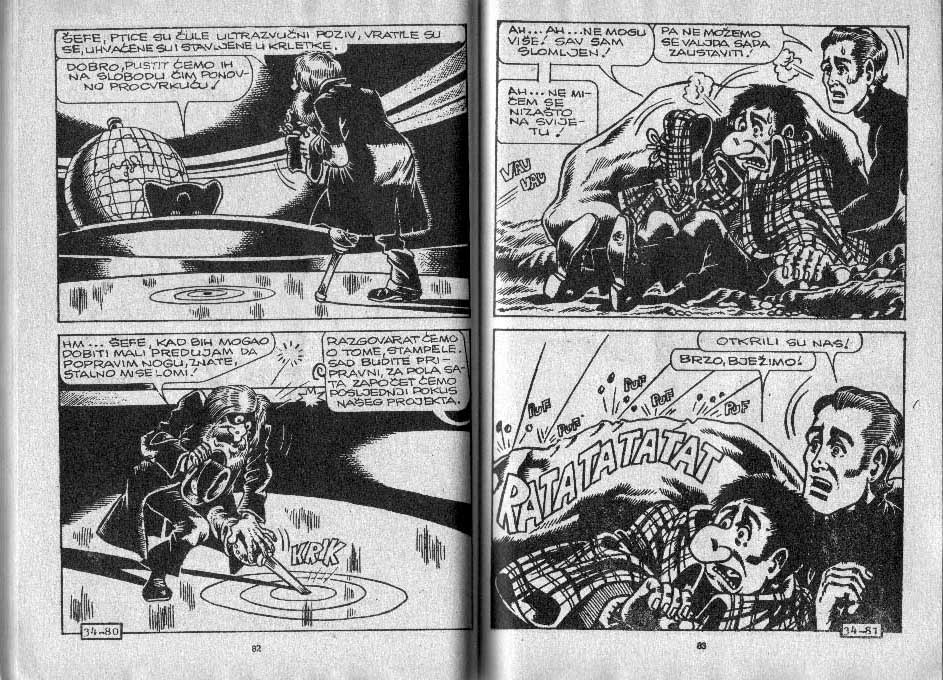 ŠEFE, PTICE SU ČULE ULTRAZVUČNI POZIV, VRATILE SU
SE, UHVAĆENE SU I STAVLJENE U KRLETKE.
DOBRO, PUSTIT ĆEMO IH
NA SLOBODU ČIM PONOV-
NO PROCVRKUĆU!
HM... ŠEFE, KAD BIH MOGAO
DOBITI MALI PREDUJAM DA
POPRAVIM NOGU, ZNATE,
STALNO MI SE LOMI!
RAZGOVARAT ĆEMO
O TOME, ŠTAMPELE.
SAD BUDITE PRI-
PRAVNI, ZA POLA SA-
TA ZAPOČET ĆEMO
POSLJEDNJI POKUS
NAŠEG PROJEKTA.
KRIK
34-80
82
AH... AH... NE MOGU
VIŠE! SAV SAM
SLOMLJEN!
PA NE MOŽEMO
SE VALJDA SADA
ZAUSTAVITI!
AH... NE MI-
ČEM SE
NIZAŠTO
NA SVIJE-
TU!
VAU
VAU
OTKRILI SU NAS!
BRZO, BJEŽIMO!
PUF
PUF
PUF
PUF
PUF
RATATATATAT
34-81
83